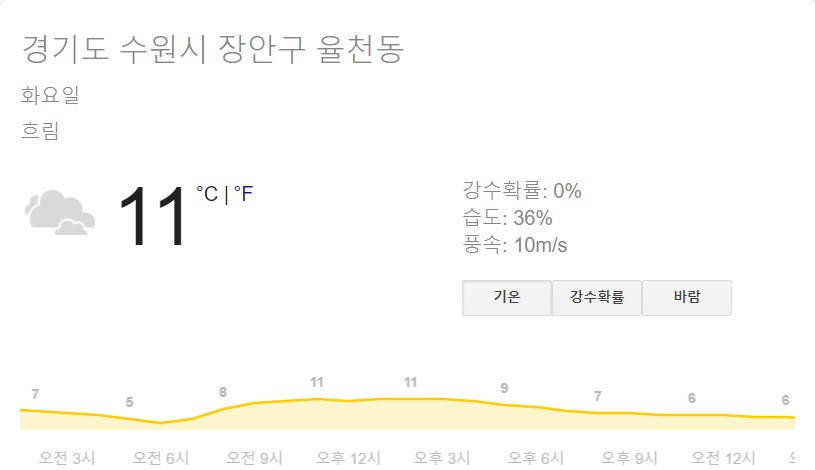 경기도 수원시 장안구 율천동
화요일
흐림
11 °C | °F
강수확률: 0%
습도: 36%
풍속: 10m/s
기온 강수확률 바람
7 5 8 11 11 9 7 6 6
오전 3시 오전 6시 오전 9시 오후 12시 오후 3시 오후 6시 오후 9시 오전 12시